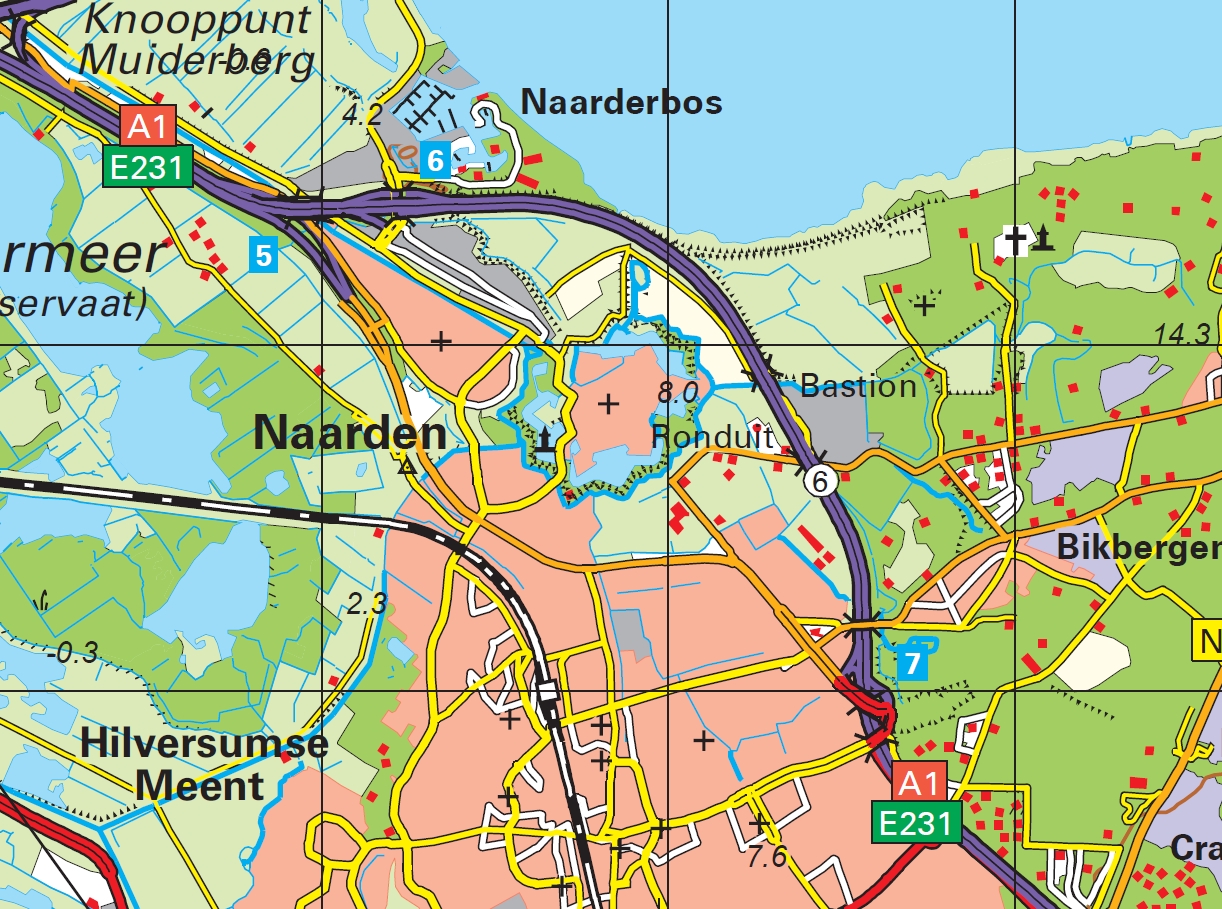 Knooppunt
Muiderberg
4.2
Naarderbos
A1
E231
6
5
rmeer
servaat)
14.3
8.0
Bastion
Naarden
Ronduit
6
Bikbergen
2.3
-0.3
7
N
Hilversumse
Meent
A1
E231
7.6
Cra